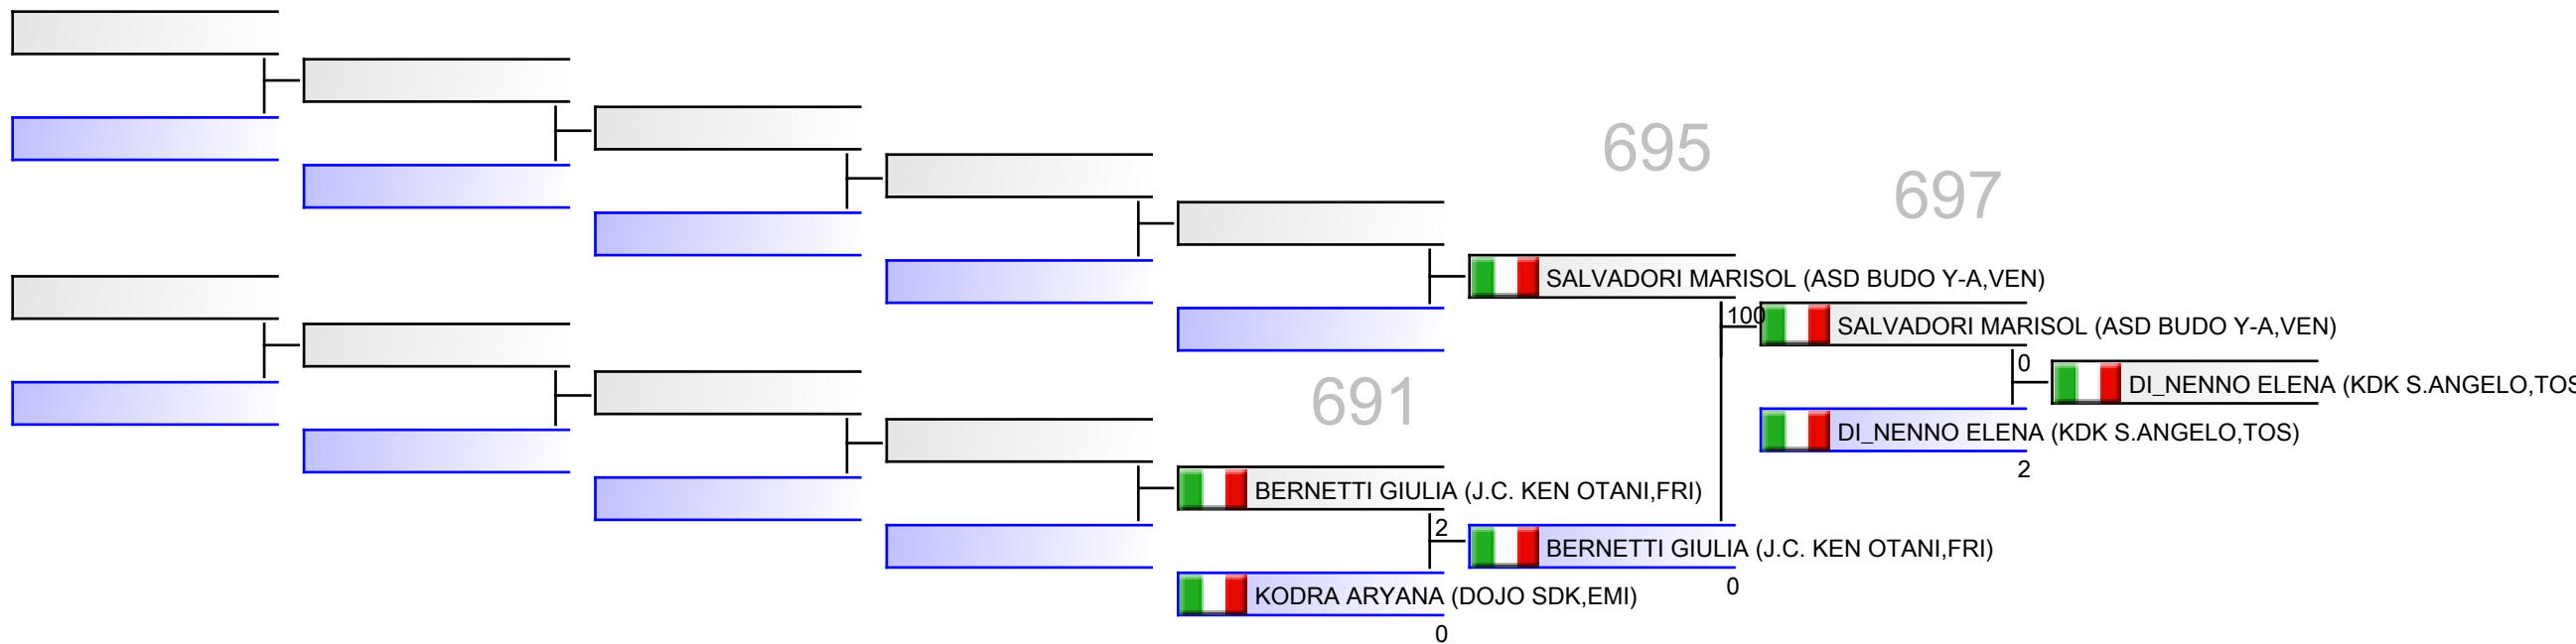 695
697
SALVADORI MARISOL (ASD BUDO Y-A,VEN)
100
SALVADORI MARISOL (ASD BUDO Y-A,VEN)
0
DI_NENNO ELENA (KDK S.ANGELO,TOS
691
DI_NENNO ELENA (KDK S.ANGELO,TOS)
2
BERNETTI GIULIA (J.C. KEN OTANI,FRI)
2
BERNETTI GIULIA (J.C. KEN OTANI,FRI)
0
KODRA ARYANA (DOJO SDK,EMI)
0